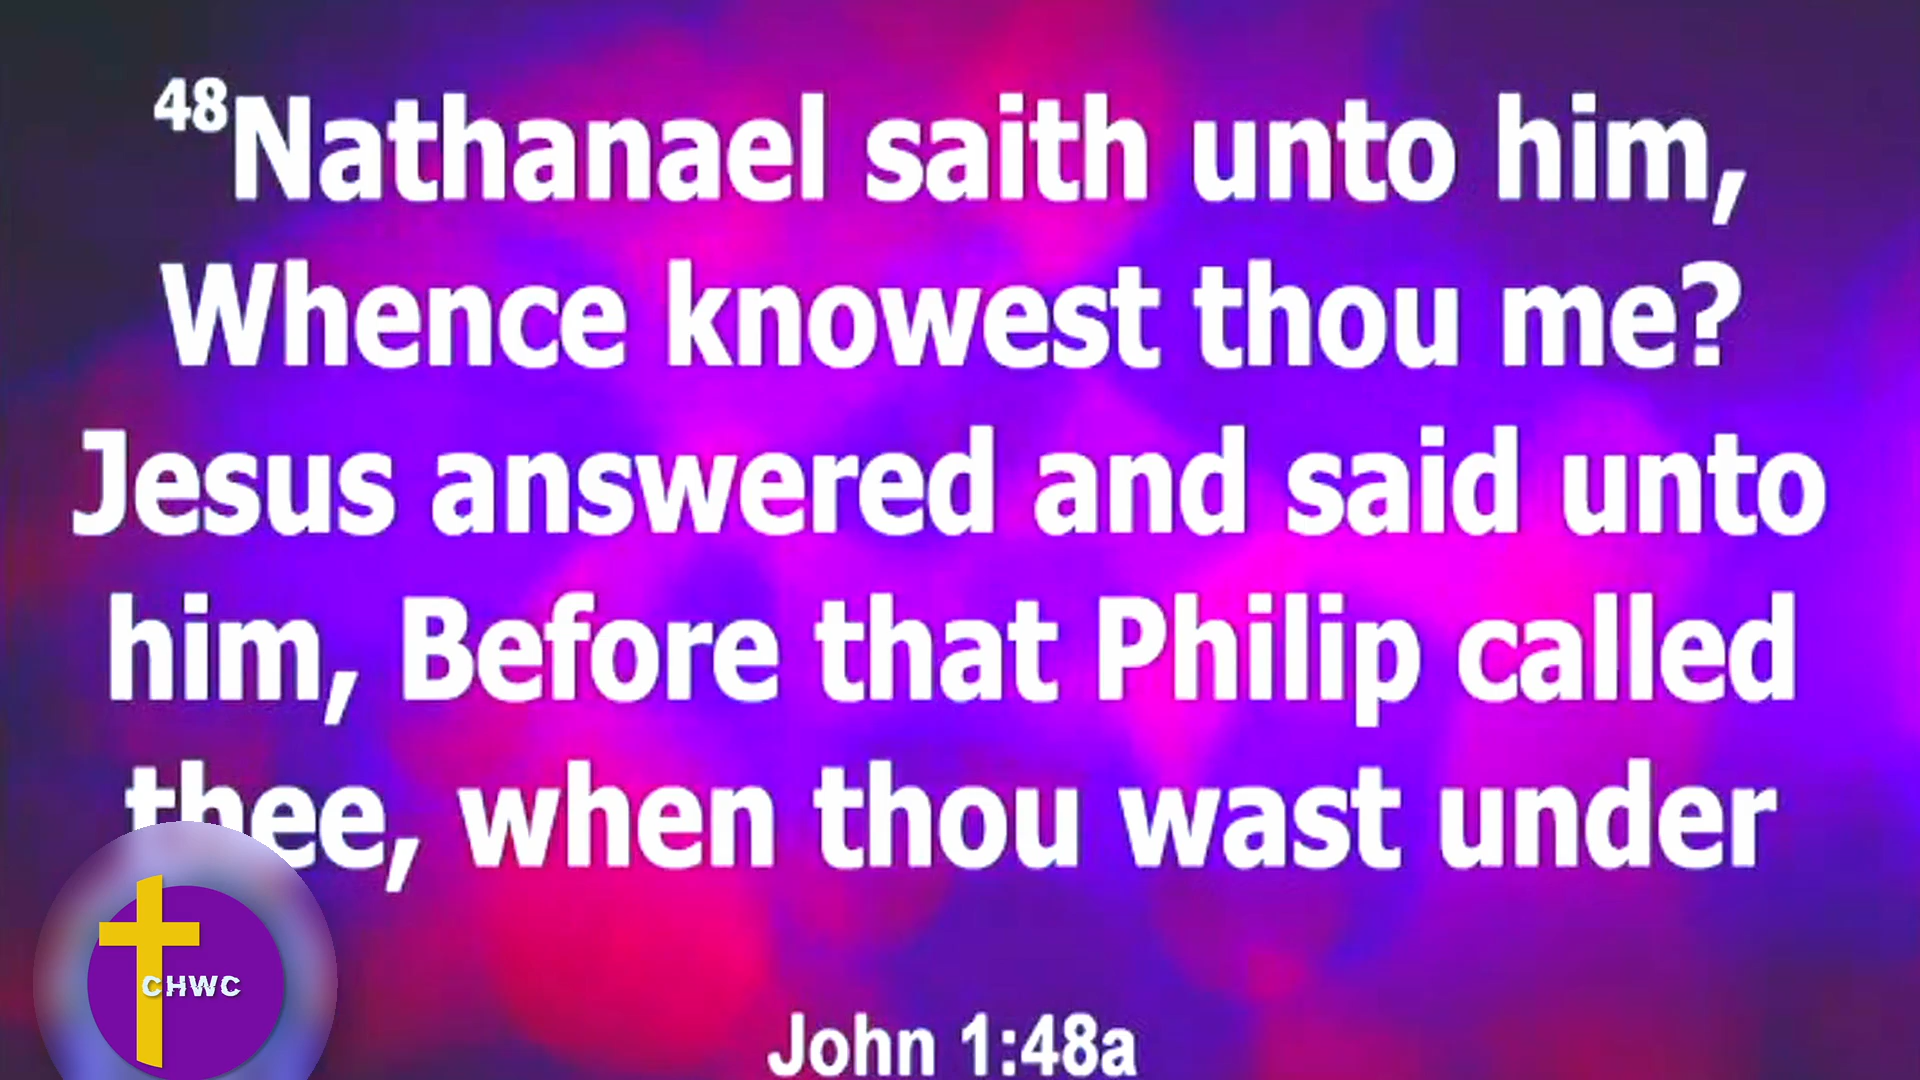 48Nathanael saith unto him,
Whence knowest thou me?
Jesus answered and said unto
him, Before that Philip called
thee, when thou wast under
CHWC
John 1:48a